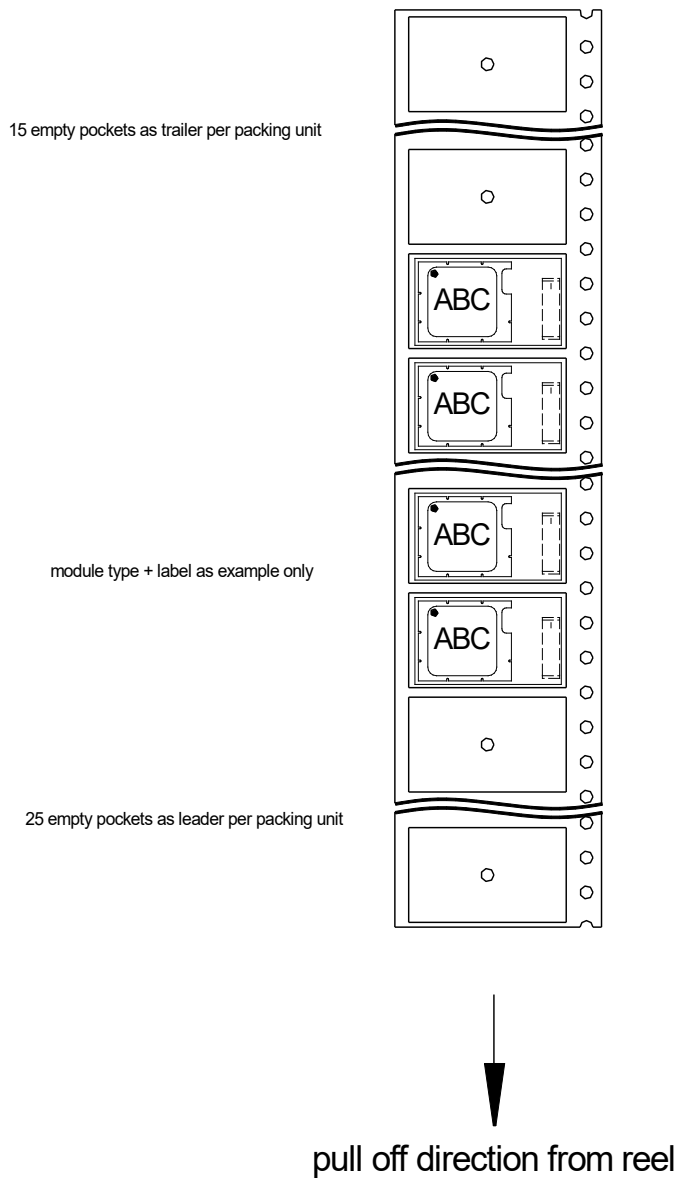 15 empty pockets as trailer per packing unit
ABC
ABC
ABC
module type + label as example only
ABC
25 empty pockets as leader per packing unit
pull off direction from reel